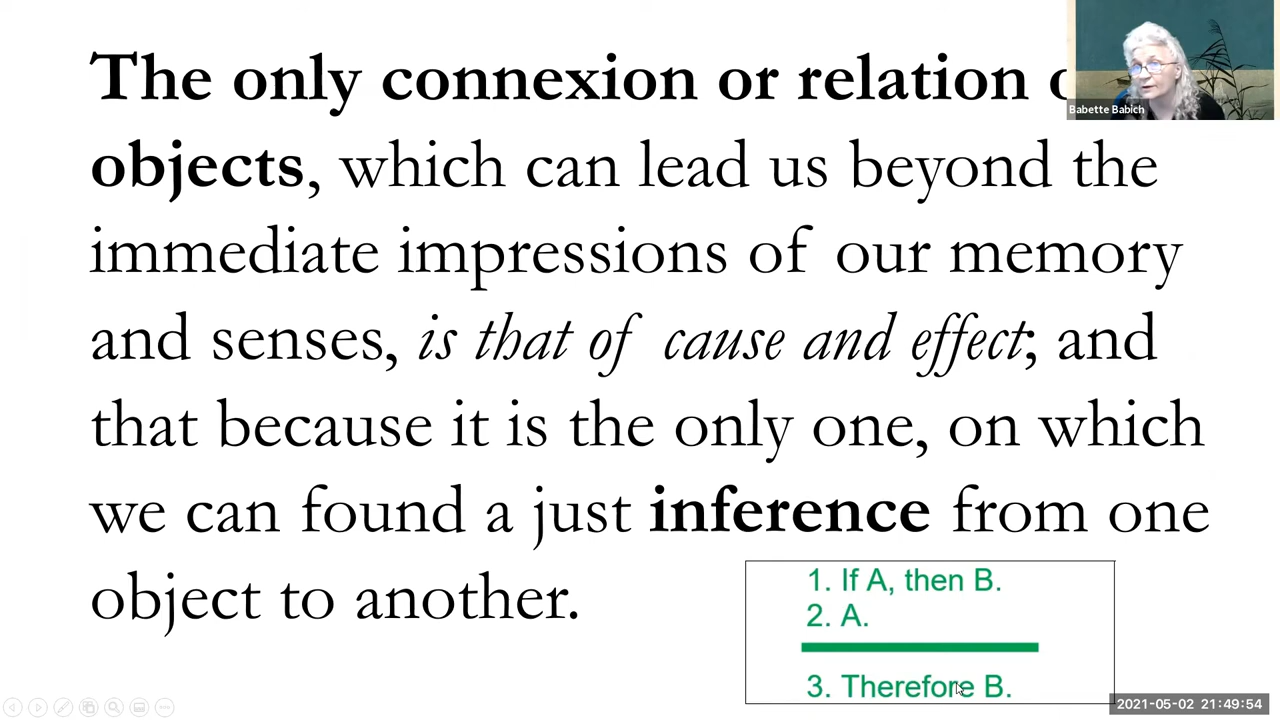 The only connexion or relation
objects, which can lead us beyond the
immediate impressions of our memory
and senses, is that of cause and effect; and
that because it is the only one, on which
we can found a just inference from one
object to another.
Babette Babich
1. If A, then B.
2. A.
3. Therefore B.
2021-05-02 21:49:54